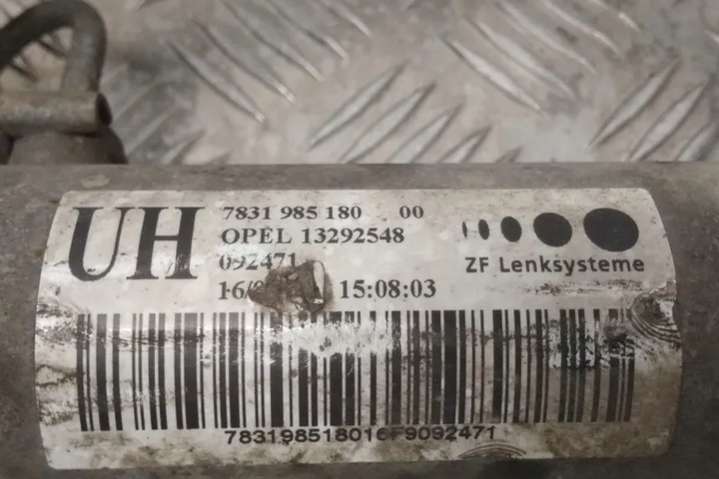 UH
7831 985 180 00
OPEL 13292548
092471
15:08:03
ZF Lenksysteme
783198518016F9092471